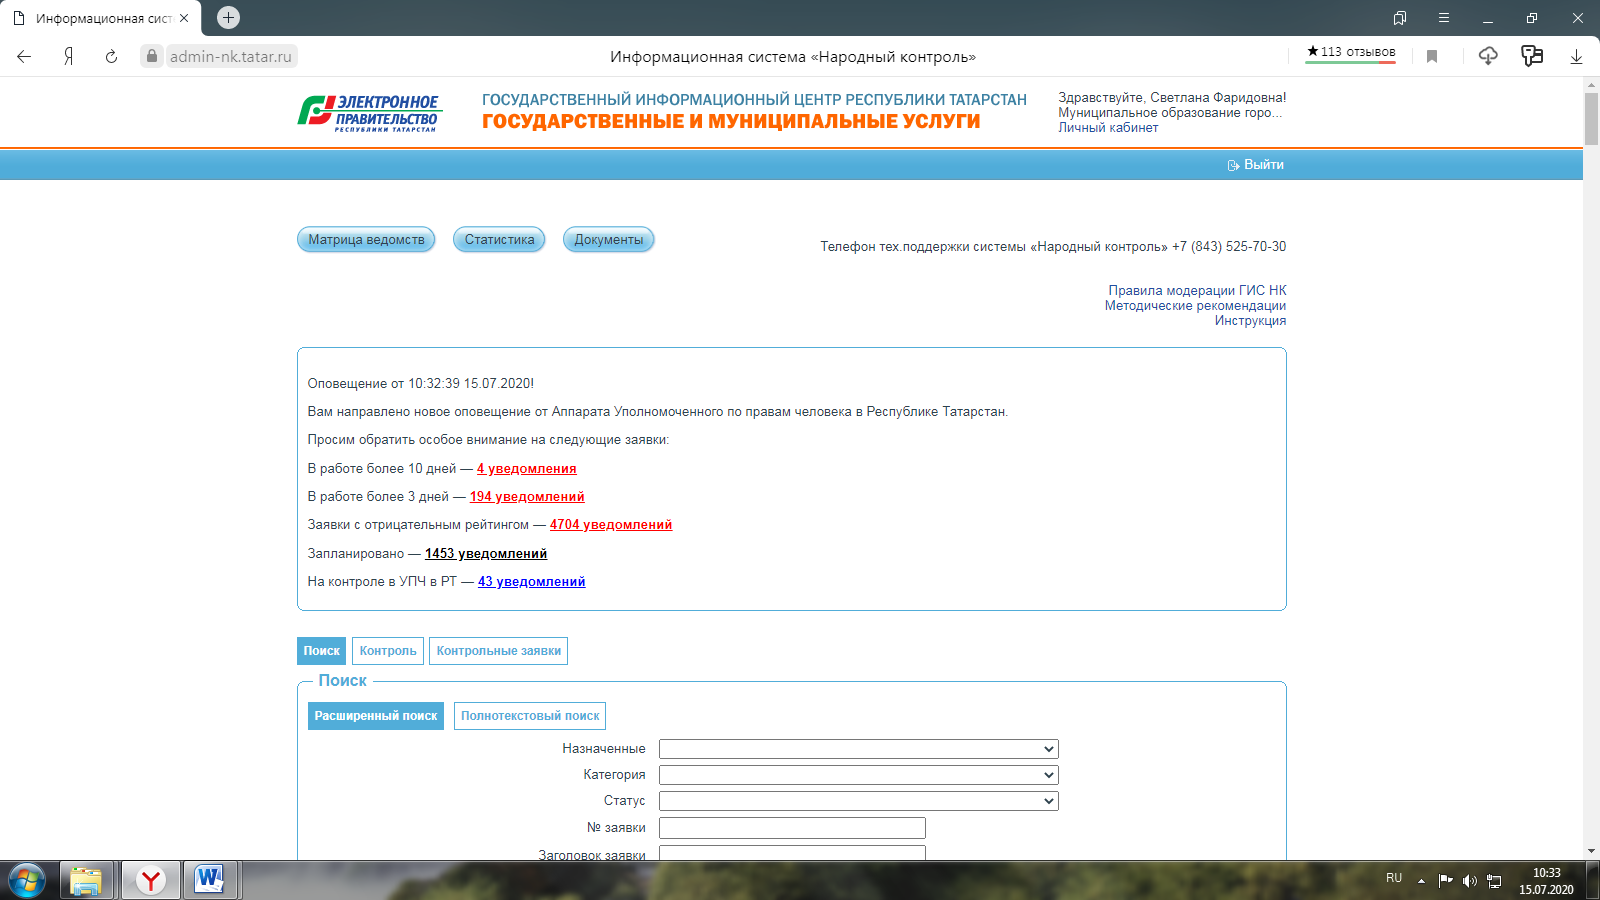 Информационная сист
admin-nk.tatar.ru
Информационная система «Народный контроль»
★113 отзывов
ЭЛЕКТРОННОЕ
ПРАВИТЕЛЬСТВО
РЕСПУБЛИКИ ТАТАРСТАН
ГОСУДАРСТВЕННЫЙ ИНФОРМАЦИОННЫЙ ЦЕНТР РЕСПУБЛИКИ ТАТАРСТАН
ГОСУДАРСТВЕННЫЕ И МУНИЦИПАЛЬНЫЕ УСЛУГИ
Здравствуйте, Светлана Фаридовна!
Муниципальное образование горо...
Личный кабинет
Выйти
Матрица ведомств
Статистика
Документы
Телефон тех.поддержки системы «Народный контроль» +7 (843) 525-70-30
Правила модерации ГИС НК
Методические рекомендации
Инструкция
Оповещение от 10:32:39 15.07.2020!
Вам направлено новое оповещение от Аппарата Уполномоченного по правам человека в Республике Татарстан.
Просим обратить особое внимание на следующие заявки:
В работе более 10 дней — 4 уведомления
В работе более 3 дней — 194 уведомлений
Заявки с отрицательным рейтингом — 4704 уведомлений
Запланировано — 1453 уведомлений
На контроле в УПЧ в РТ — 43 уведомлений
Поиск
Контроль
Контрольные заявки
Поиск
Расширенный поиск
Полнотекстовый поиск
Назначенные
Категория
Статус
№ заявки
Заголовок заявки
RU
10:33
15.07.2020